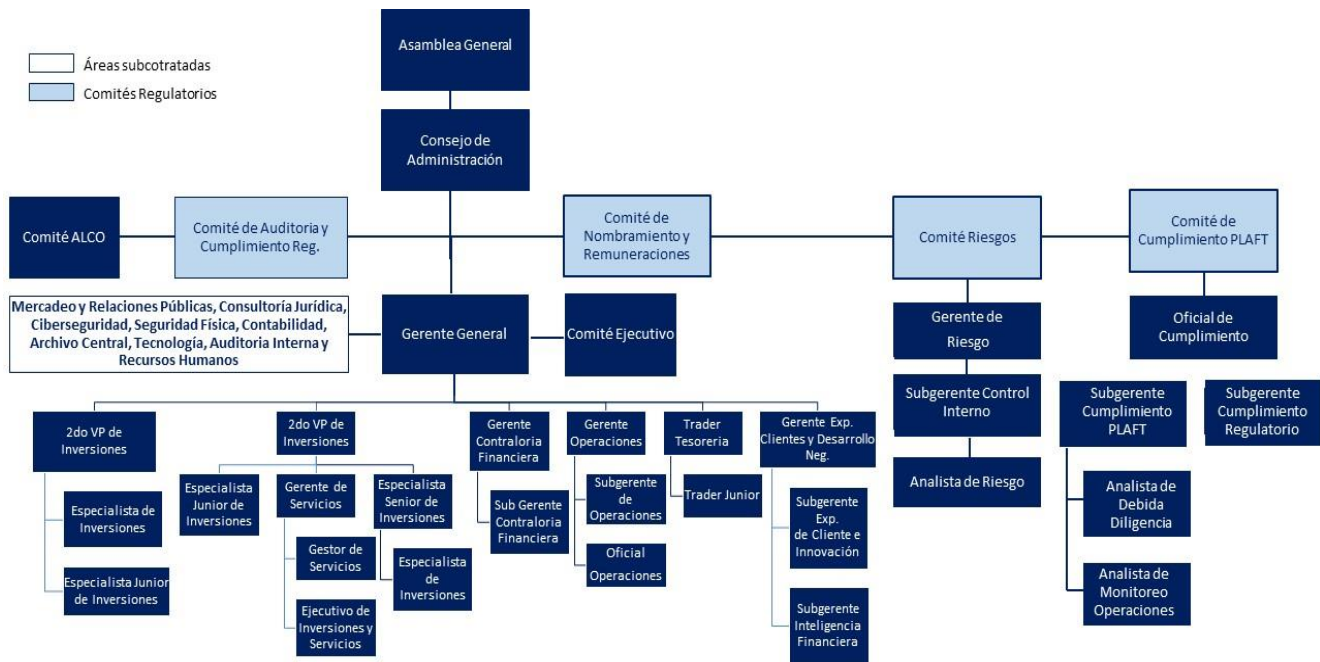 Asamblea General
Áreas subcotratadas
Comités Regulatorios
Consejo de
Administración
Comité ALCO
Comité de Auditoria y
Cumplimiento Reg.
Comité de
Nombramiento y
Remuneraciones
Comité Riesgos
Comité de
Cumplimiento PLAFT
Mercadeo y Relaciones Públicas, Consultoría Jurídica,
Ciberseguridad, Seguridad Física, Contabilidad,
Archivo Central, Tecnología, Auditoria Interna y
Recursos Humanos
Gerente General
Comité Ejecutivo
Gerente de
Riesgo
Oficial de
Cumplimiento
Subgerente Control
Interno
Analista de Riesgo
Subgerente
Cumplimiento
PLAFT
Subgerente
Cumplimiento
Regulatorio
Analista de
Debida
Diligencia
Analista de
Monitoreo
Operaciones
2do VP de
Inversiones
Especialista de
Inversiones
Especialista Junior
de Inversiones
2do VP de
Inversiones
Especialista
Junior de
Inversiones
Gerente de
Servicios
Gestor de
Servicios
Ejecutivo de
Inversiones y
Servicios
Especialista
Senior de
Inversiones
Especialista
de
Inversiones
Gerente
Contraloria
Financiera
Sub Gerente
Contraloria
Financiera
Gerente
Operaciones
Subgerente
de
Operaciones
Oficial
Operaciones
Trader
Tesoreria
Trader Junior
Gerente Exp.
Clientes y Desarrollo
Neg.
Subgerente
Exp.
de Cliente e
Innovación
Subgerente
Inteligencia
Financiera